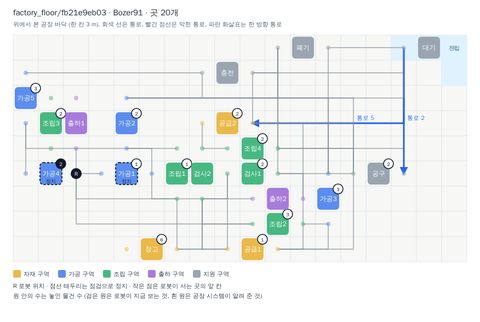 factory_floor/fb21e9eb03 · Bozer91 · 곳 20개
위에서 본 공장 바닥 (한 칸 3 m). 회색 선은 통로, 빨간 점선은 막힌 통로, 파란 화살표는 한 방향 통로
폐기
대기
진입
충전
가공5
3
조립3
2
출하1
가공2
2
공급2
2
통로 5
통로 2
조립4
2
가공4
2
R
가공1
1
조립1
1
검사2
검사1
2
공구
2
출하2
가공3
3
조립2
3
창고
6
공급1
1
자재 구역
가공 구역
조립 구역
출하 구역
지원 구역
R 로봇 위치 · 점선 테두리는 점검으로 정지 · 작은 점은 로봇이 서는 곳의 앞 칸
원 안의 수는 놓인 물건 수 (검은 원은 로봇이 지금 보는 것, 흰 원은 공장 시스템이 알려 준 것)